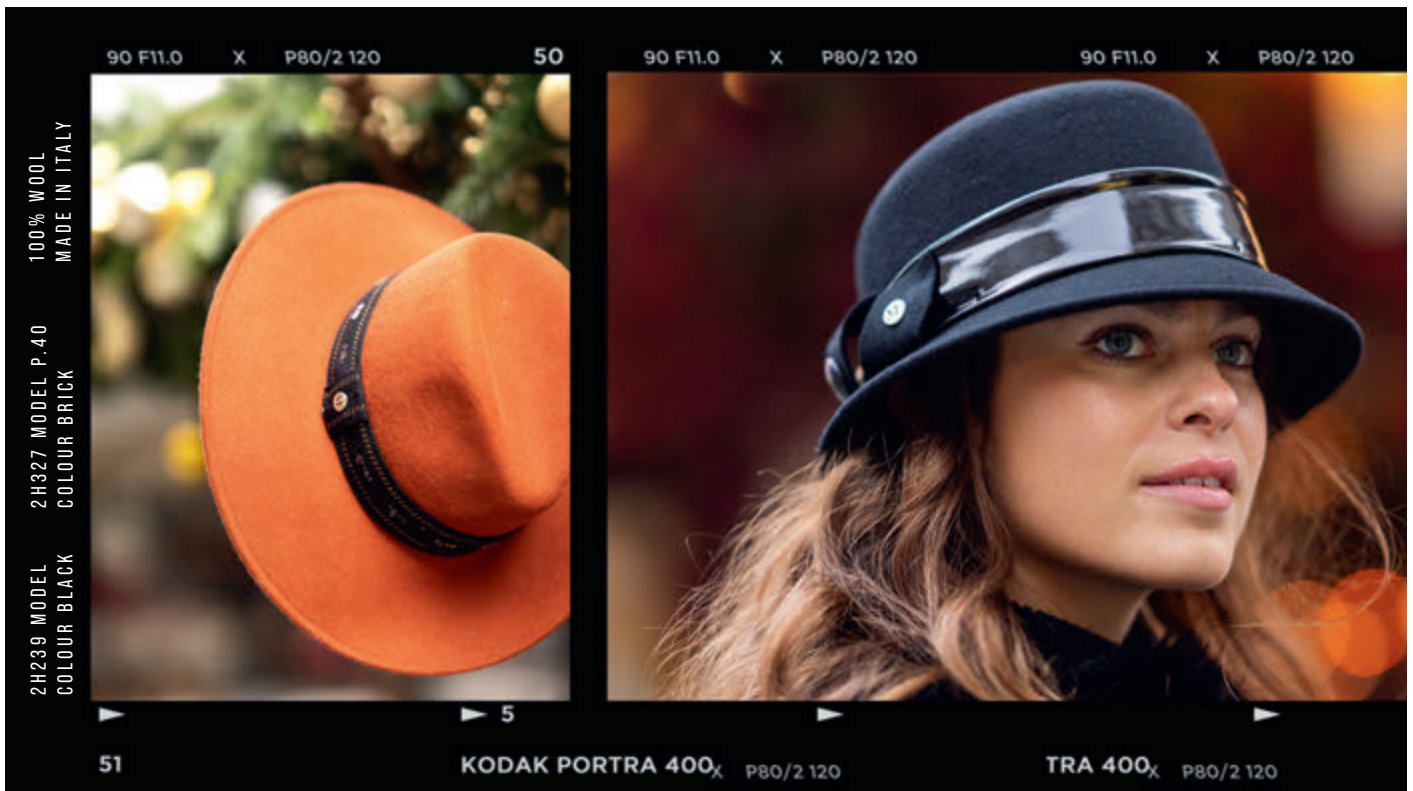 90 F11.0 X P80/2 120 50
90 F11.0 X P80/2 120
90 F11.0 X P80/2 120
100% WOOL
MADE IN ITALY
2H327 MODEL P.40
COLOUR BRICK
2H239 MODEL
COLOUR BLACK
5
51
KODAK PORTRA 400X P80/2 120
TRA 400X P80/2 120